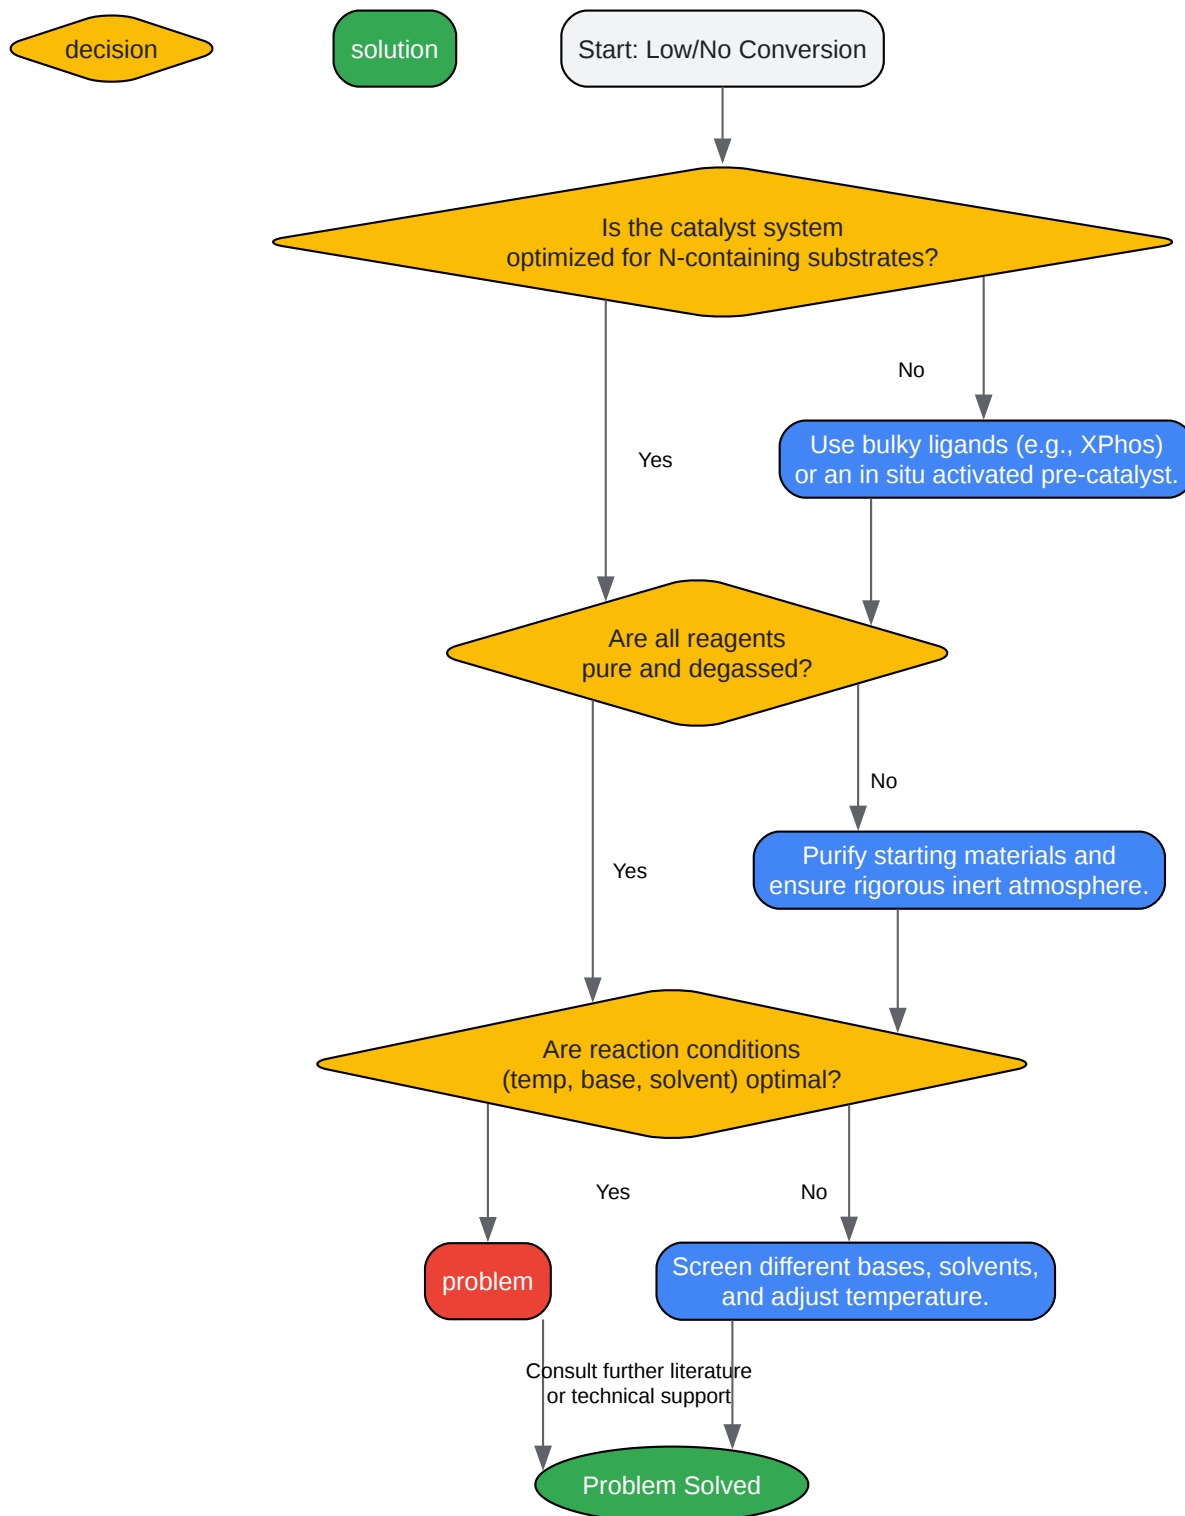 decision
solution
Start: Low/No Conversion
Is the catalyst system
optimized for N-containing substrates?
No
Use bulky ligands (e.g., XPhos)
or an in situ activated pre-catalyst.
Yes
Are all reagents
pure and degassed?
No
Purify starting materials and
ensure rigorous inert atmosphere.
Yes
Are reaction conditions
(temp, base, solvent) optimal?
Yes
No
problem
Screen different bases, solvents,
and adjust temperature.
Consult further literature
or technical support
Problem Solved